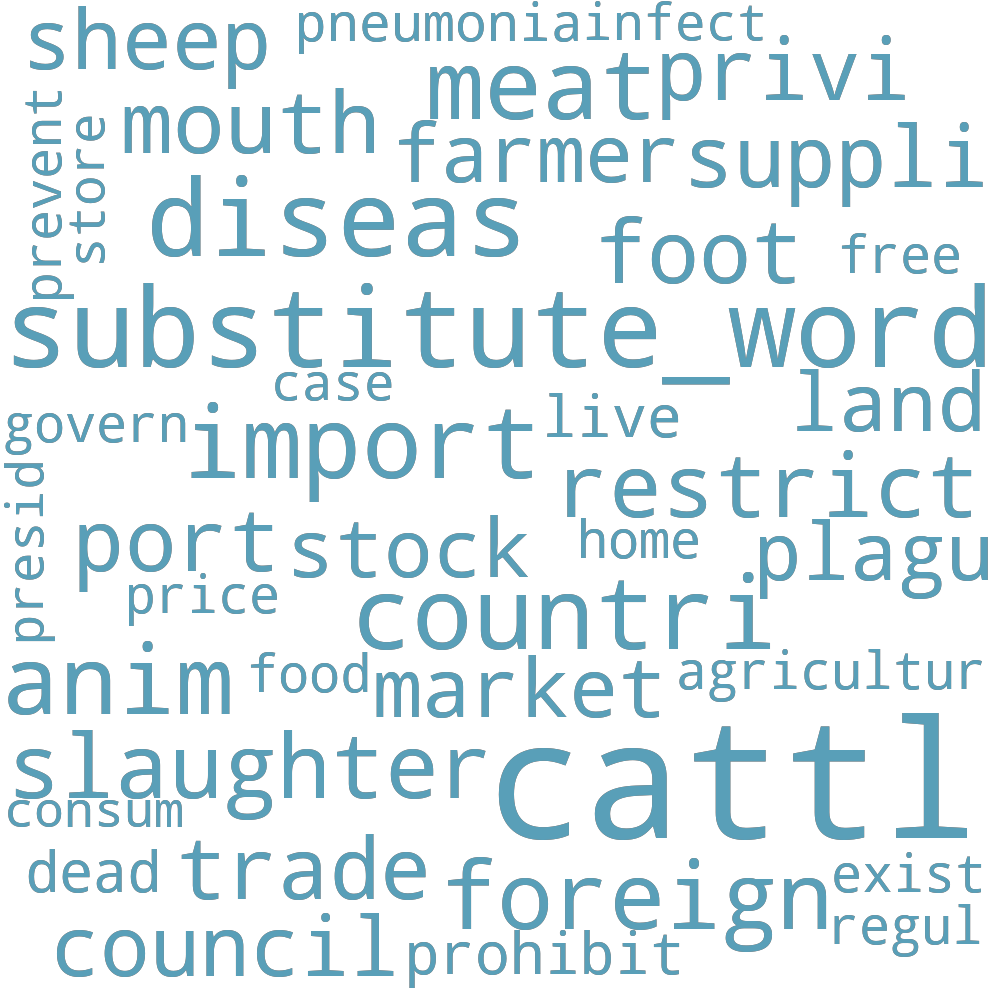 sheep
pneumonia
infect
meat
privi
prevent
store
mouth
farmer
suppli
diseas
foot
free
substitute_word
case
land
govern
import
live
restrict
presid
port
stock
home
plagu
price
countri
anim
food
market
agricultur
slaughter
cattl
consum
dead
trade
foreign
exist
regul
council
prohibit